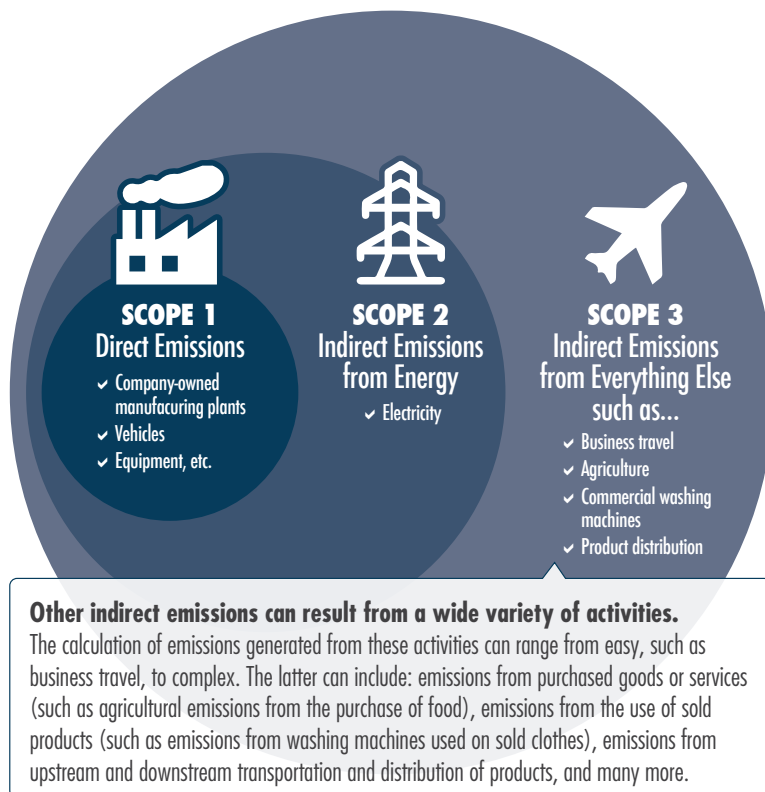 SCOPE 1
Direct Emissions
Company-owned
manufacuring plants
Vehicles
Equipment, etc.
SCOPE 2
Indirect Emissions
from Energy
Electricity
SCOPE 3
Indirect Emissions
from Everything Else
such as...
Business travel
Agriculture
Commercial washing
machines
Product distribution
Other indirect emissions can result from a wide variety of activities.
The calculation of emissions generated from these activities can range from easy, such as
business travel, to complex. The latter can include: emissions from purchased goods or services
(such as agricultural emissions from the purchase of food), emissions from the use of sold
products (such as emissions from washing machines used on sold clothes), emissions from
upstream and downstream transportation and distribution of products, and many more.